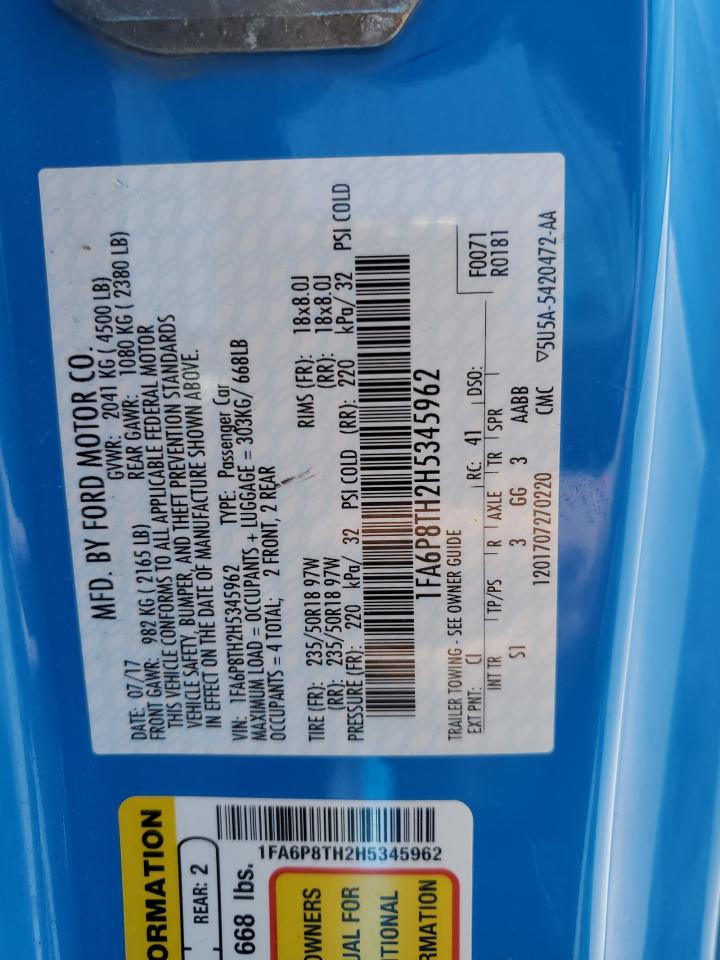 MFD. BY FORD MOTOR CO.
DATE: 07/17 GVWR: 2041 KG ( 4500 LB)
FRONT GAWR: 982 KG ( 2165 LB) REAR GAWR: 1080 KG ( 2380 LB)
THIS VEHICLE CONFORMS TO ALL APPLICABLE FEDERAL MOTOR
VEHICLE SAFETY, BUMPER, AND THEFT PREVENTION STANDARDS
IN EFFECT ON THE DATE OF MANUFACTURE SHOWN ABOVE.
VIN: 1FA6P8TH2H5345962 TYPE: Passenger Car
MAXIMUM LOAD = OCCUPANTS + LUGGAGE = 303KG/ 668LB
OCCUPANTS = 4 TOTAL; 2 FRONT, 2 REAR
TIRE (FR): 235/50R18 97W RIMS (FR): 18x8.0J
(RR): 235/50R18 97W (RR): 18x8.0J
PRESSURE (FR): 220 kPa/ 32 PSI COLD (RR): 220 kPa/ 32 PSI COLD
1FA6P8TH2H5345962
TRAILER TOWING - SEE OWNER GUIDE F0071
R0181
EXT PNT: CI RC: 41 DSO:
INT TR TP/PS R AXLE TR SPR
S1 3 GG 3 AABB
1201707270220 CMC ▽5U5A-5420472-AA
ORMATION
REAR: 2
668 lbs.
1FA6P8TH2H5345962
OWNERS
UAL FOR
ITIONAL
RMATION